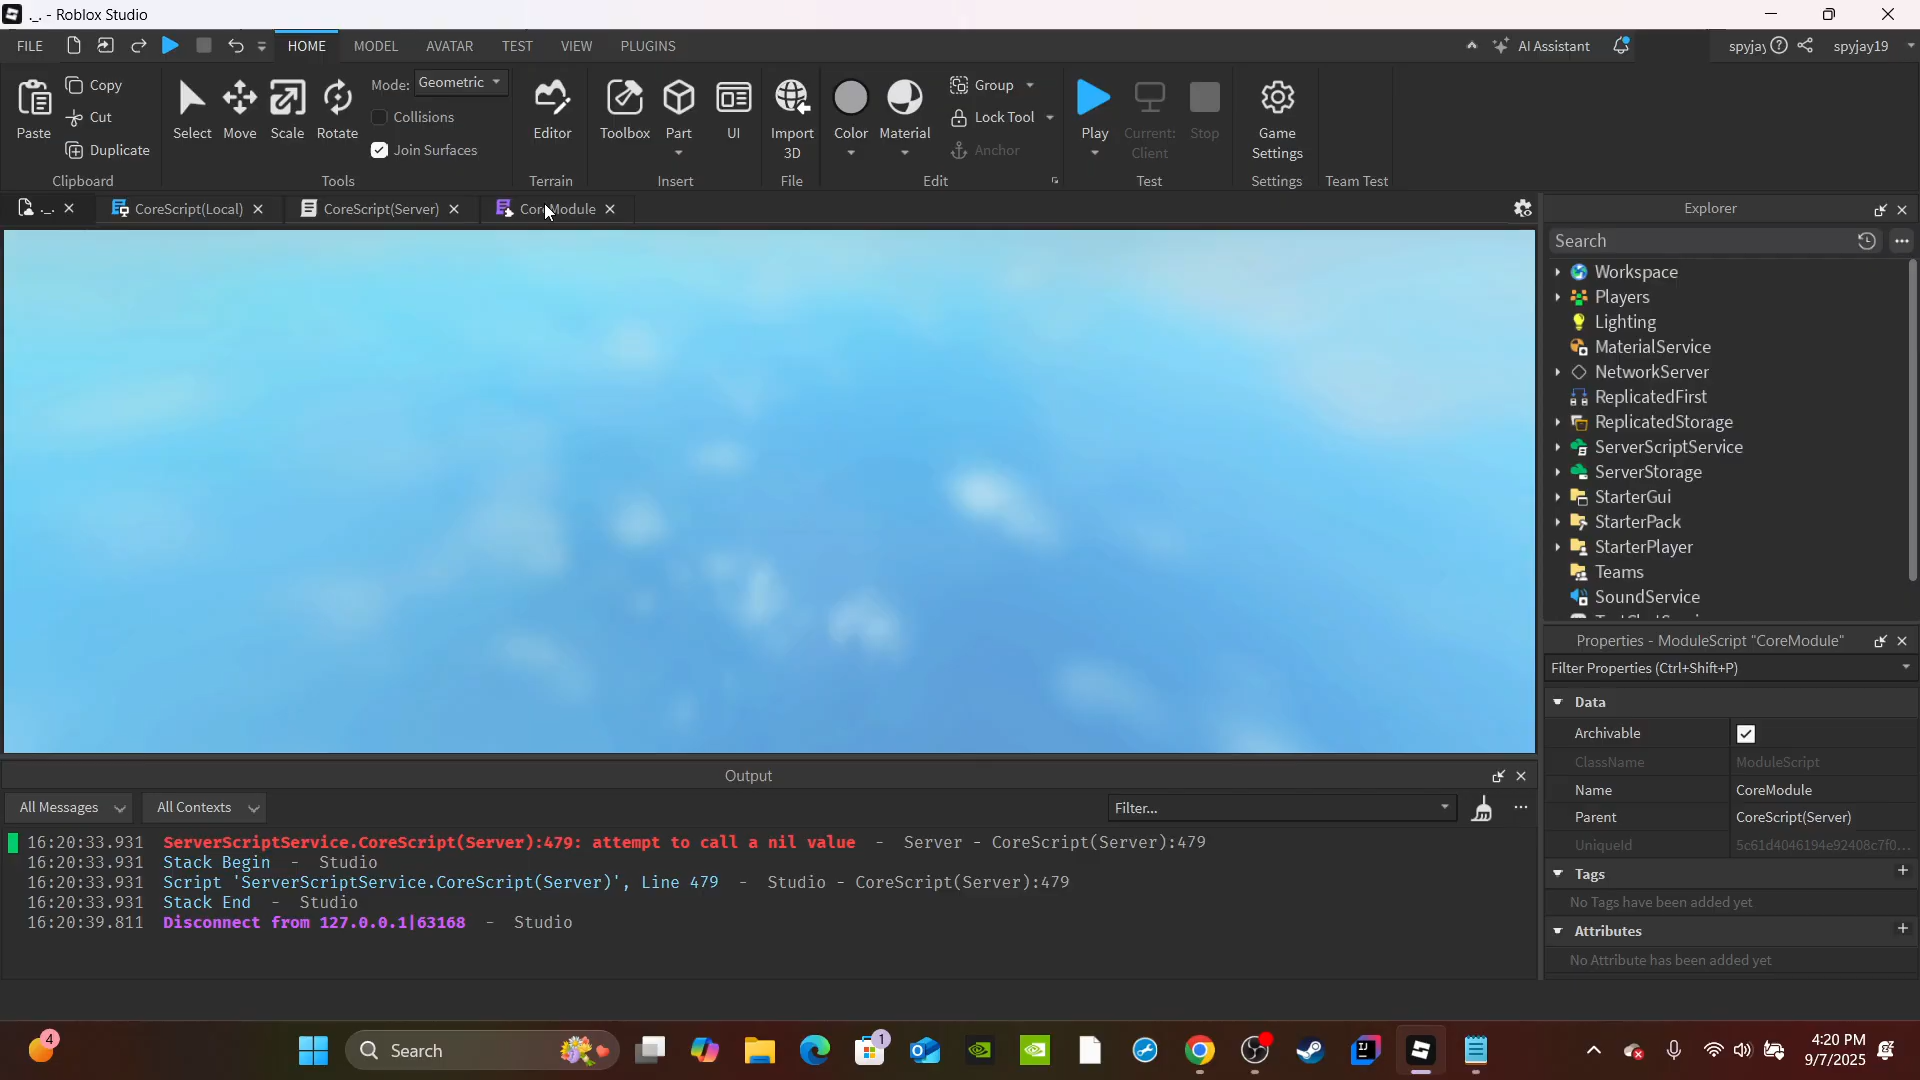 ._. - Roblox Studio
FILE HOME MODEL AVATAR TEST VIEW PLUGINS AI Assistant spyjay19
Paste Copy Cut Duplicate Clipboard
Select Move Scale Rotate Mode: Geometric Collisions Join Surfaces Tools
Editor Terrain
Toolbox Part UI Insert
Import 3D File
Color Material Group Lock Tool Anchor Edit
Play Current: Client Stop Test
Game Settings Settings
Team Test
._. CoreScript(Local) CoreScript(Server) CoreModule
Explorer
Search
Workspace
Players
Lighting
MaterialService
NetworkServer
ReplicatedFirst
ReplicatedStorage
ServerScriptService
ServerStorage
StarterGui
StarterPack
StarterPlayer
Teams
SoundService
Properties - ModuleScript "CoreModule"
Filter Properties (Ctrl+Shift+P)
Data
Archivable
ClassName ModuleScript
Name CoreModule
Parent CoreScript(Server)
UniqueId 5c61d4046194e92408c7f0...
Tags
No Tags have been added yet
Attributes
No Attribute has been added yet
Output
All Messages All Contexts Filter...
16:20:33.931 ServerScriptService.CoreScript(Server):479: attempt to call a nil value - Server - CoreScript(Server):479
16:20:33.931 Stack Begin - Studio
16:20:33.931 Script 'ServerScriptService.CoreScript(Server)', Line 479 - Studio - CoreScript(Server):479
16:20:33.931 Stack End - Studio
16:20:39.811 Disconnect from 127.0.0.1|63168 - Studio
4
Search
1
4:20 PM
9/7/2025